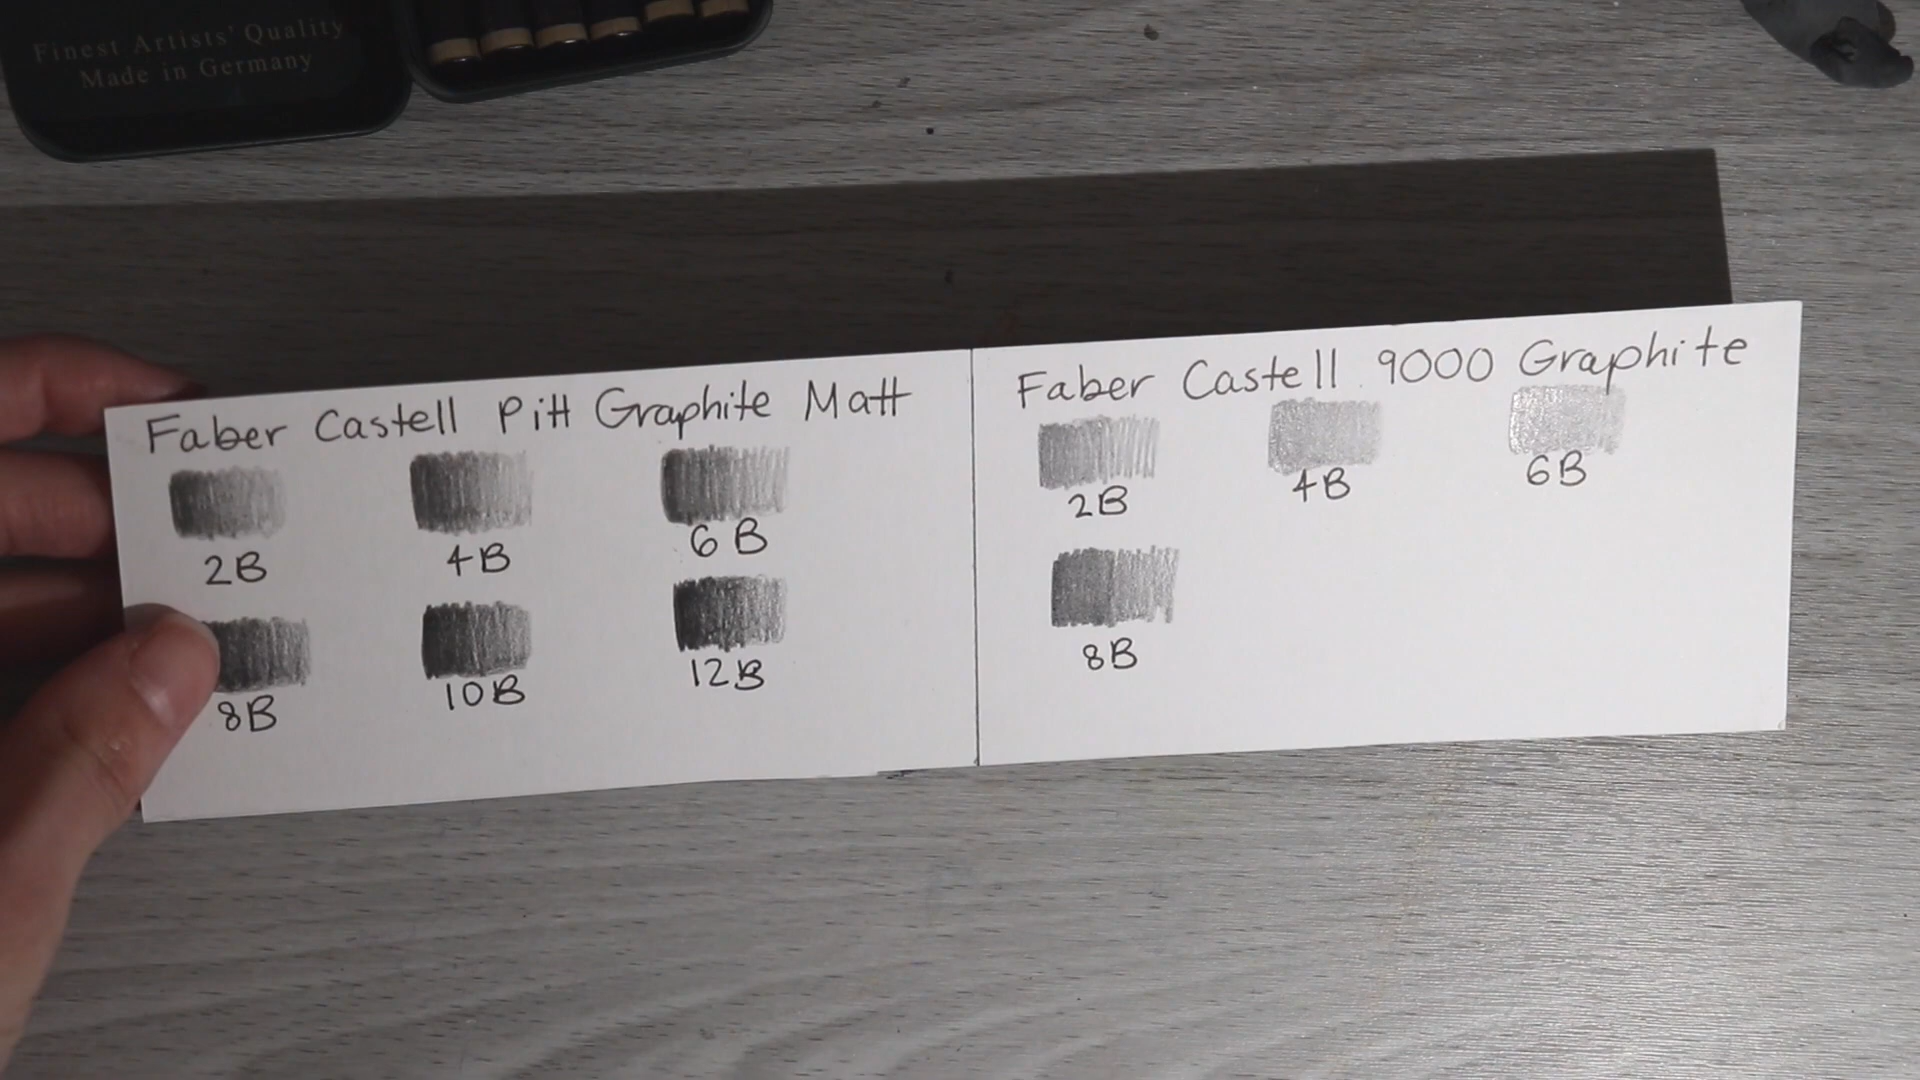 Finest Artists' Quality
Made in Germany
Faber Castell Pitt Graphite Matt
2B 4B 6B
8B 10B 12B
Faber Castell 9000 Graphite
2B 4B 6B
8B